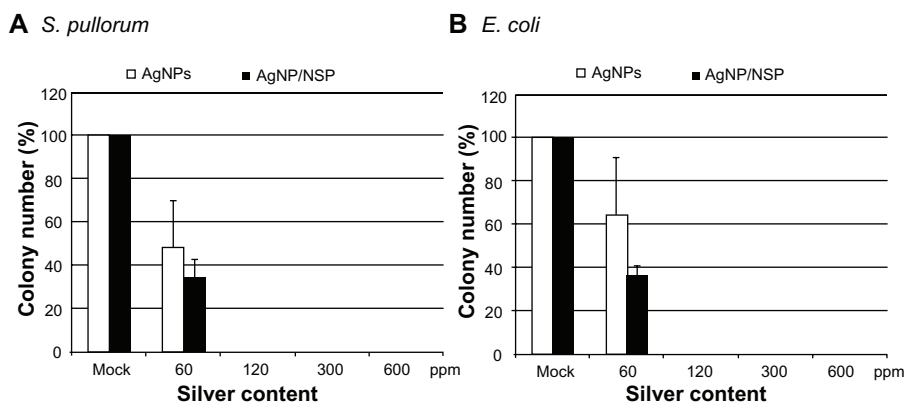 A S. pullorum
AgNPs AgNP/NSP
Colony number (%)
120
100
80
60
40
20
0
Mock 60 120 300 600 ppm
Silver content
B E. coli
AgNPs AgNP/NSP
Colony number (%)
120
100
80
60
40
20
0
Mock 60 120 300 600 ppm
Silver content